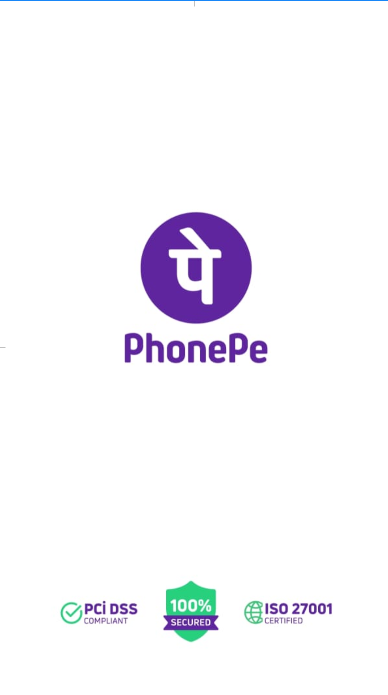 पे
PhonePe
PCi DSS
COMPLIANT
100%
SECURED
ISO 27001
CERTIFIED